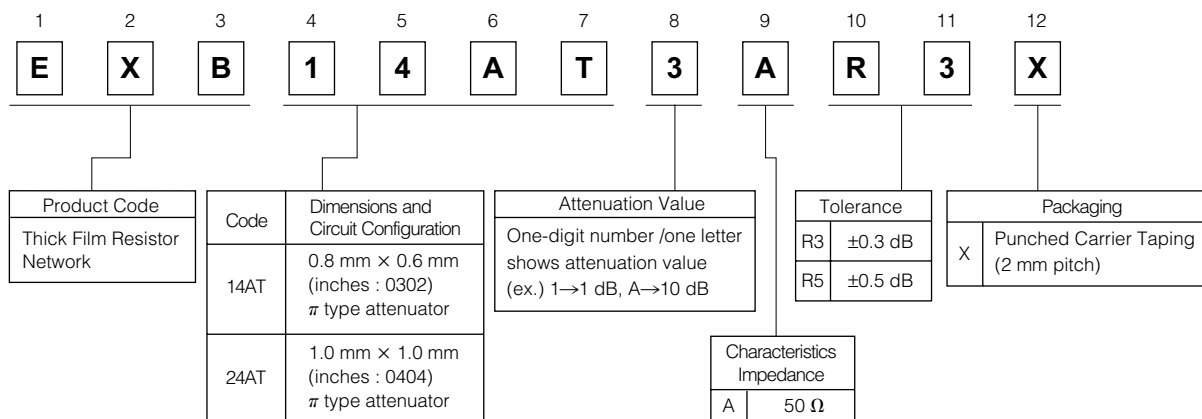 1 2 3 4 5 6 7 8 9 10 11 12
E X B 1 4 A T 3 A R 3 X
Product Code
Thick Film Resistor
Network
Code
Dimensions and
Circuit Configuration
14AT
0.8 mm × 0.6 mm
(inches : 0302)
π type attenuator
24AT
1.0 mm × 1.0 mm
(inches : 0404)
π type attenuator
Attenuation Value
One-digit number /one letter
shows attenuation value
(ex.) 1→1 dB, A→10 dB
Characteristics
Impedance
A 50 Ω
Tolerance
R3 ±0.3 dB
R5 ±0.5 dB
Packaging
X
Punched Carrier Taping
(2 mm pitch)